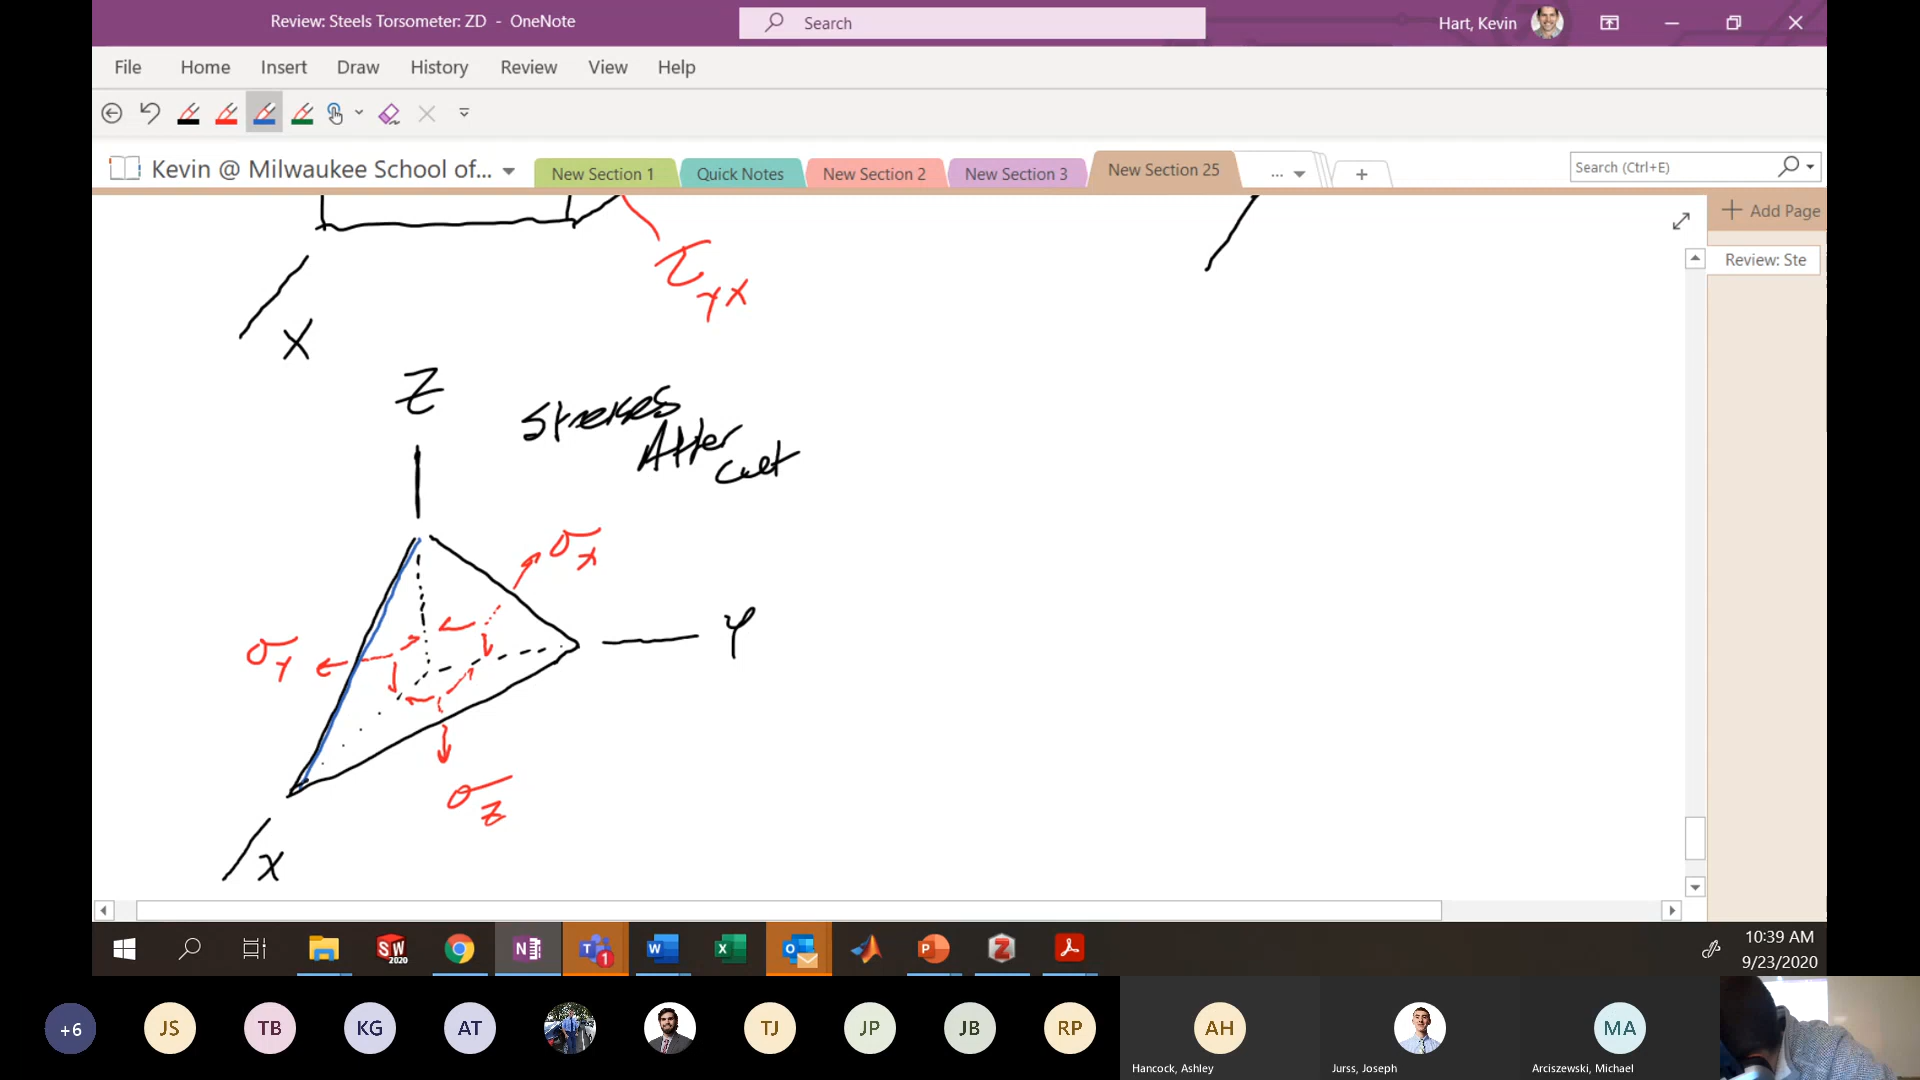 Review: Steels Torsometer: ZD - OneNote
Search
Hart, Kevin
File Home Insert Draw History Review View Help
Kevin @ Milwaukee School of...
New Section 1
Quick Notes
New Section 2
New Section 3
New Section 25
...
+
Search (Ctrl+E)
+ Add Page
Review: Ste
τyx
X
Z
Stresses
After
cut
σx
σy
Y
σz
X
SW
2020
N
T
1
W
X
O
P
Z
10:39 AM
9/23/2020
+6
JS
TB
KG
AT
TJ
JP
JB
RP
AH
MA
Hancock, Ashley
Jurss, Joseph
Arciszewski, Michael